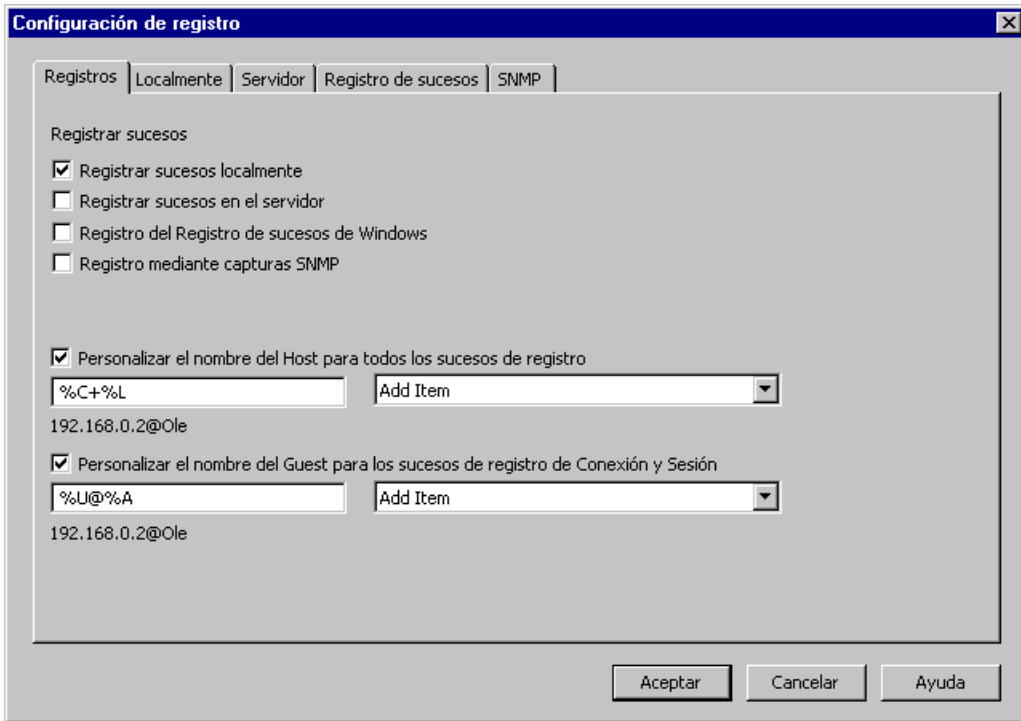 Configuración de registro
Registros Localmente Servidor Registro de sucesos SNMP
Registrar sucesos
Registrar sucesos localmente
Registrar sucesos en el servidor
Registro del Registro de sucesos de Windows
Registro mediante capturas SNMP
Personalizar el nombre del Host para todos los sucesos de registro
%C+%L Add Item
192.168.0.2@Ole
Personalizar el nombre del Guest para los sucesos de registro de Conexión y Sesión
%U@%A Add Item
192.168.0.2@Ole
Aceptar Cancelar Ayuda